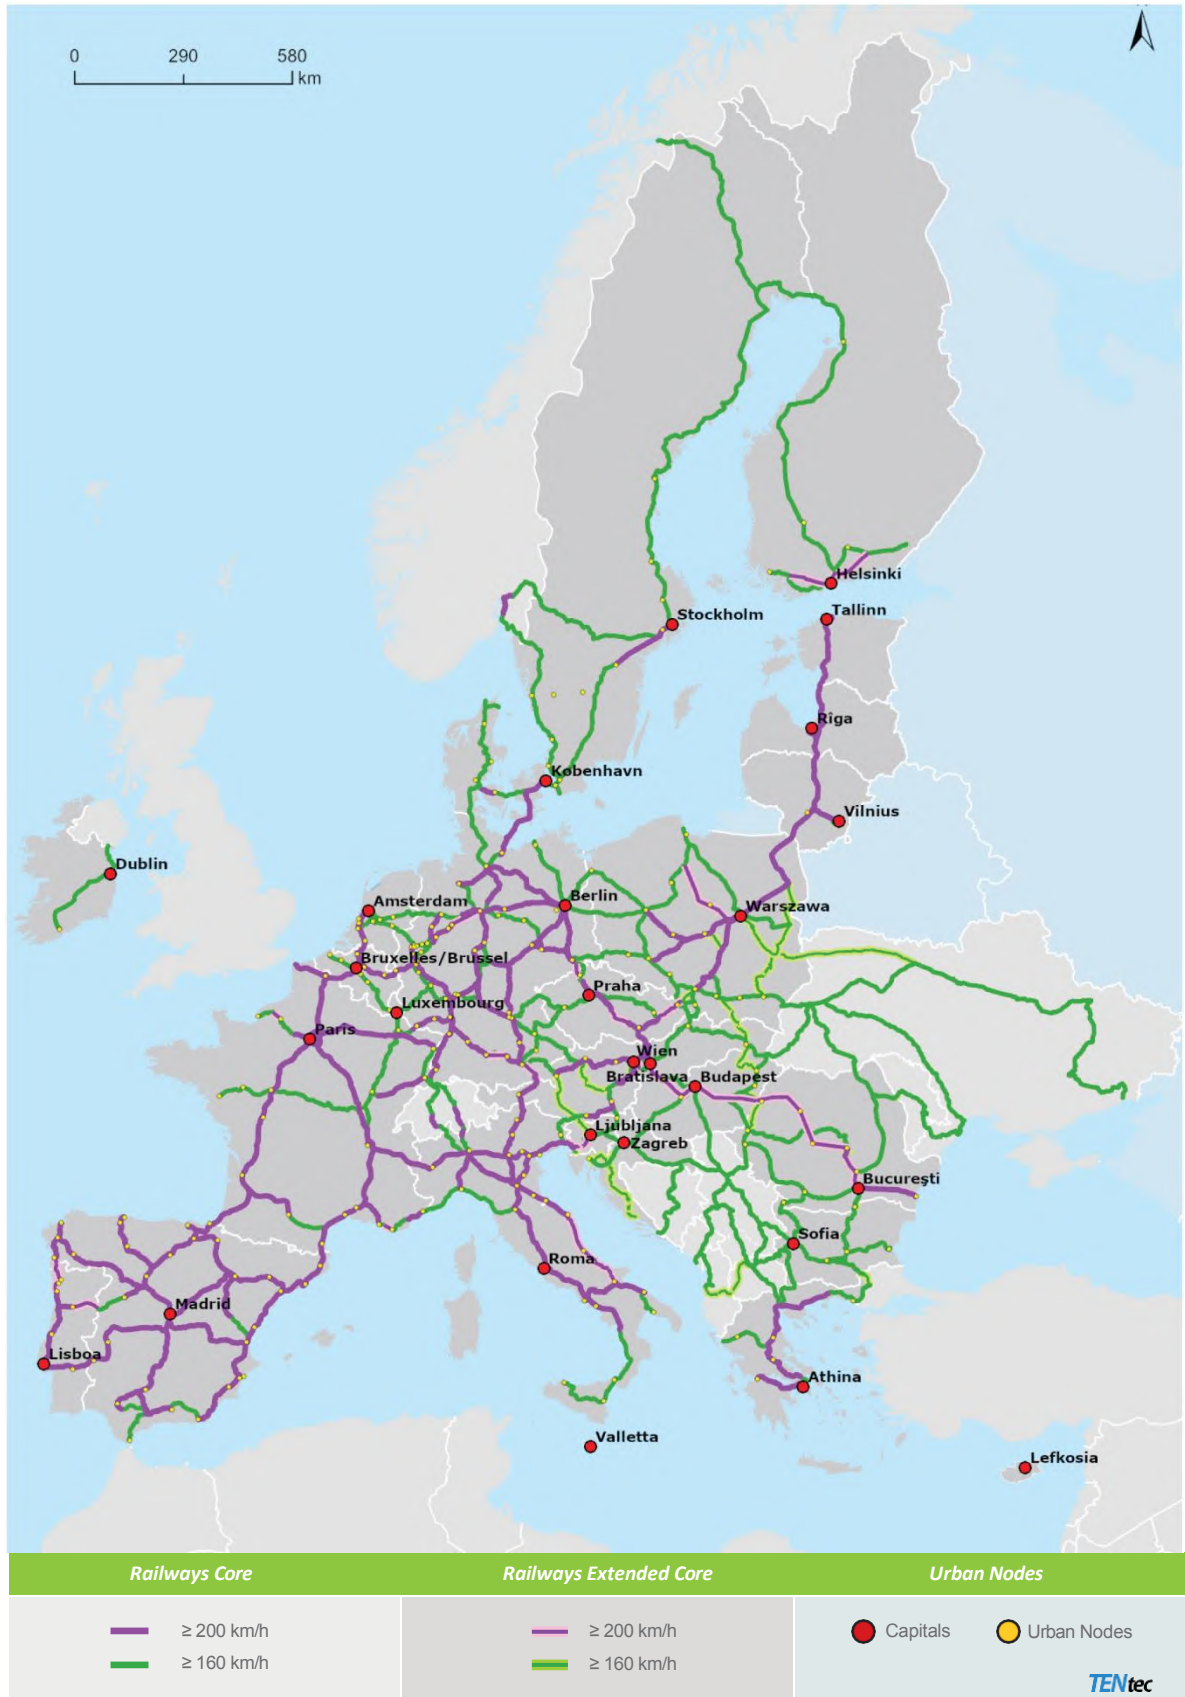 0 290 580
km
Helsinki
Tallinn
Stockholm
Rīga
København
Vilnius
Dublin
Berlin
Amsterdam
Warszawa
Bruxelles/Brussel
Praha
Luxembourg
Paris
Wien
Bratislava
Budapest
Ljubljana
Zagreb
București
Sofia
Roma
Madrid
Lisboa
Athina
Valletta
Lefkosia
Railways Core
Railways Extended Core
Urban Nodes
≥ 200 km/h
≥ 200 km/h
Capitals
Urban Nodes
≥ 160 km/h
≥ 160 km/h
TENtec